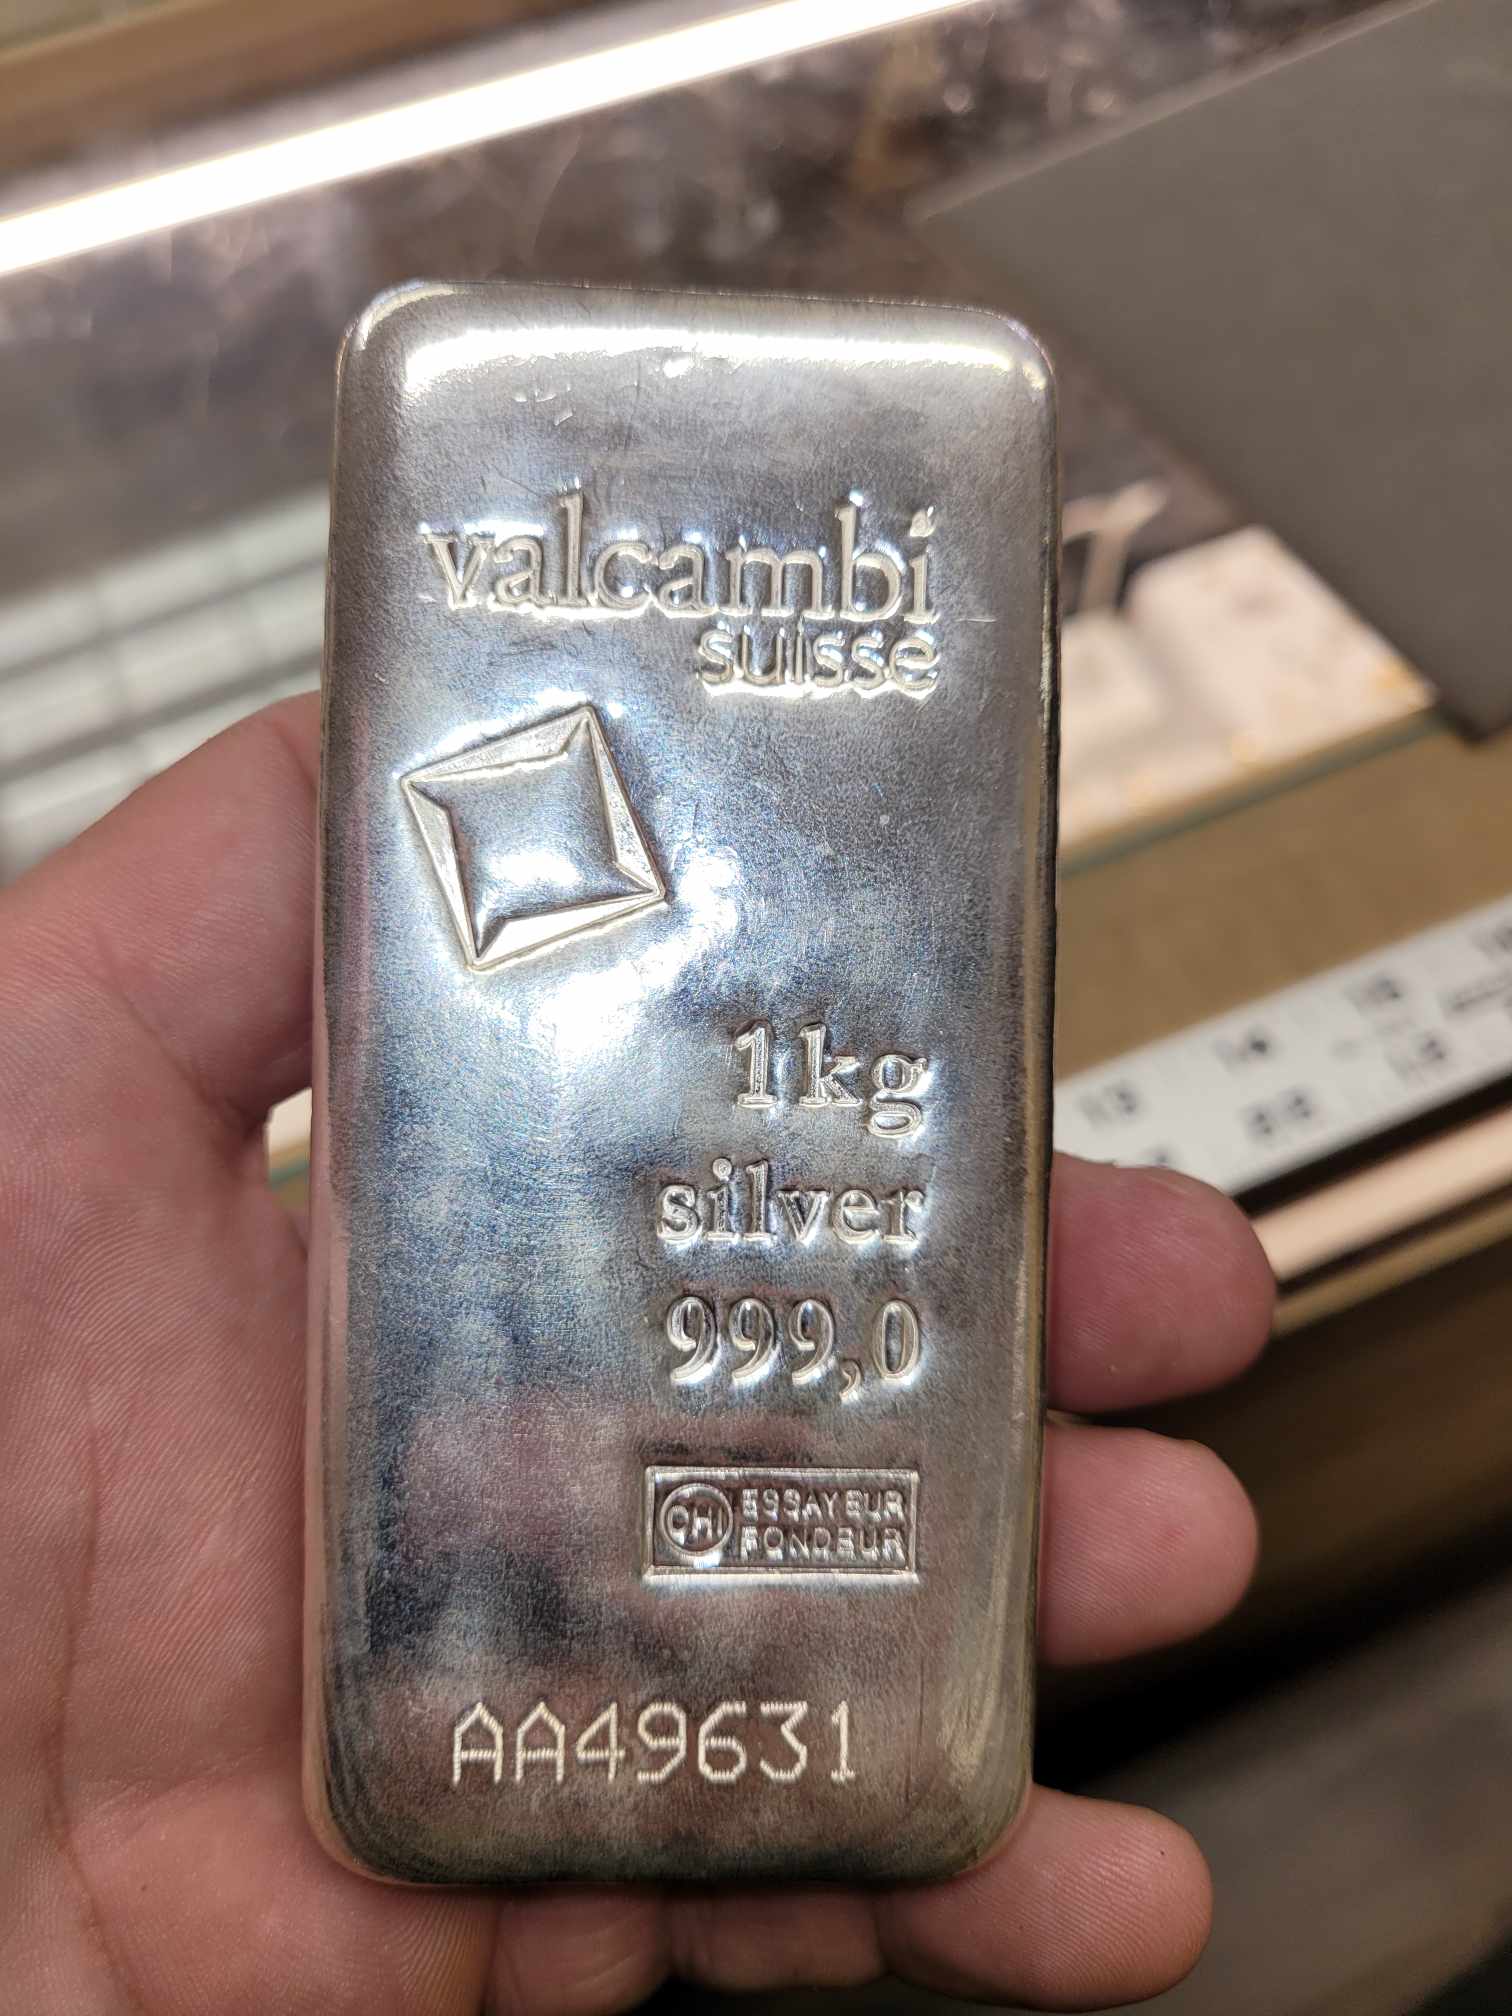 valcambi
suisse
1kg
silver
999,0
CHI ESSAYEUR
FONDEUR
AA49631